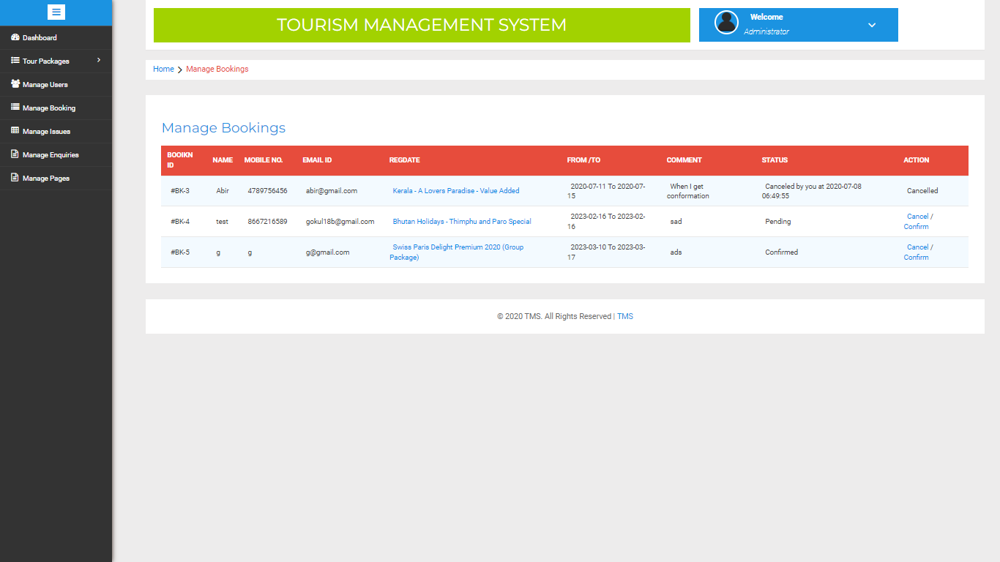 TOURISM MANAGEMENT SYSTEM
Welcome
Administrator
Dashboard
Tour Packages
Manage Users
Manage Booking
Manage Issues
Manage Enquiries
Manage Pages
Home > Manage Bookings
Manage Bookings
BOOIKN ID NAME MOBILE NO. EMAIL ID REGDATE FROM /TO COMMENT STATUS ACTION
#BK-3 Abir 4789756456 abir@gmail.com Kerala - A Lovers Paradise - Value Added 2020-07-11 To 2020-07-15 When I get conformation Canceled by you at 2020-07-08 06:49:55 Cancelled
#BK-4 test 8667216589 gokul18b@gmail.com Bhutan Holidays - Thimphu and Paro Special 2023-02-16 To 2023-02-16 sad Pending Cancel / Confirm
#BK-5 g g g@gmail.com Swiss Paris Delight Premium 2020 (Group Package) 2023-03-10 To 2023-03-17 ads Confirmed Cancel / Confirm
© 2020 TMS. All Rights Reserved | TMS